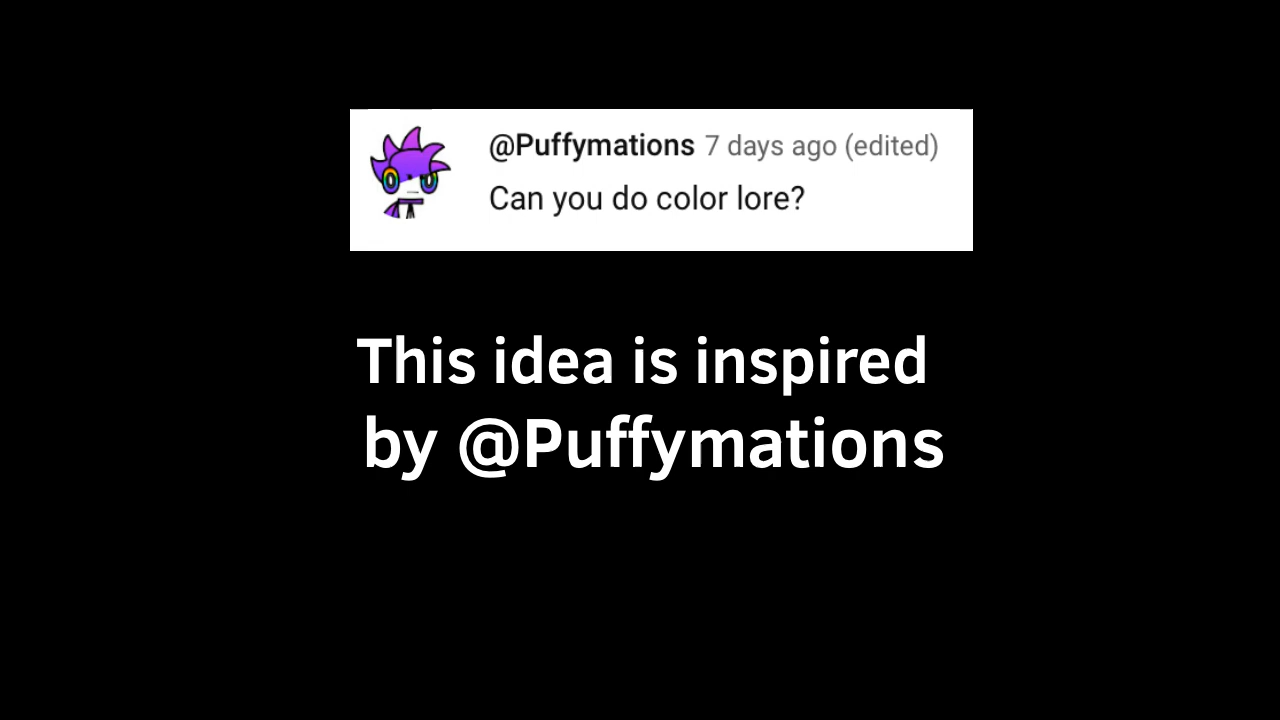 @Puffymations 7 days ago (edited)
Can you do color lore?
This idea is inspired
by @Puffymations